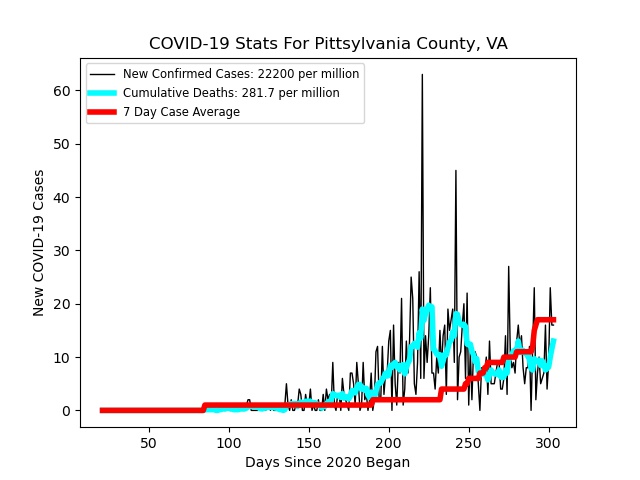 COVID-19 Stats For Pittsylvania County, VA
New Confirmed Cases: 22200 per million
Cumulative Deaths: 281.7 per million
7 Day Case Average
New COVID-19 Cases
60
50
40
30
20
10
0
50 100 150 200 250 300
Days Since 2020 Began